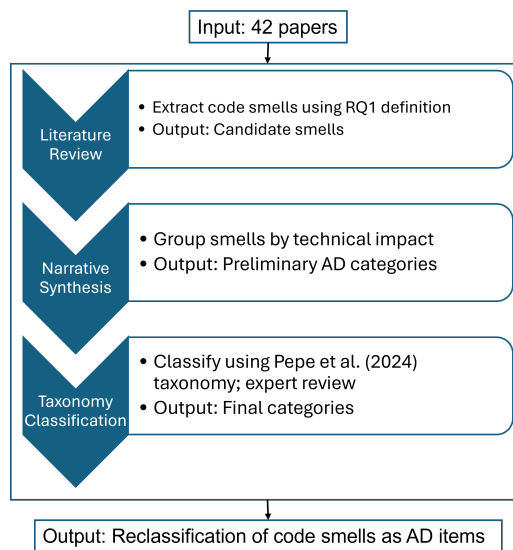 Input: 42 papers
Literature
Review
• Extract code smells using RQ1 definition
• Output: Candidate smells
Narrative
Synthesis
• Group smells by technical impact
• Output: Preliminary AD categories
Taxonomy
Classification
• Classify using Pepe et al. (2024)
taxonomy; expert review
• Output: Final categories
Output: Reclassification of code smells as AD items